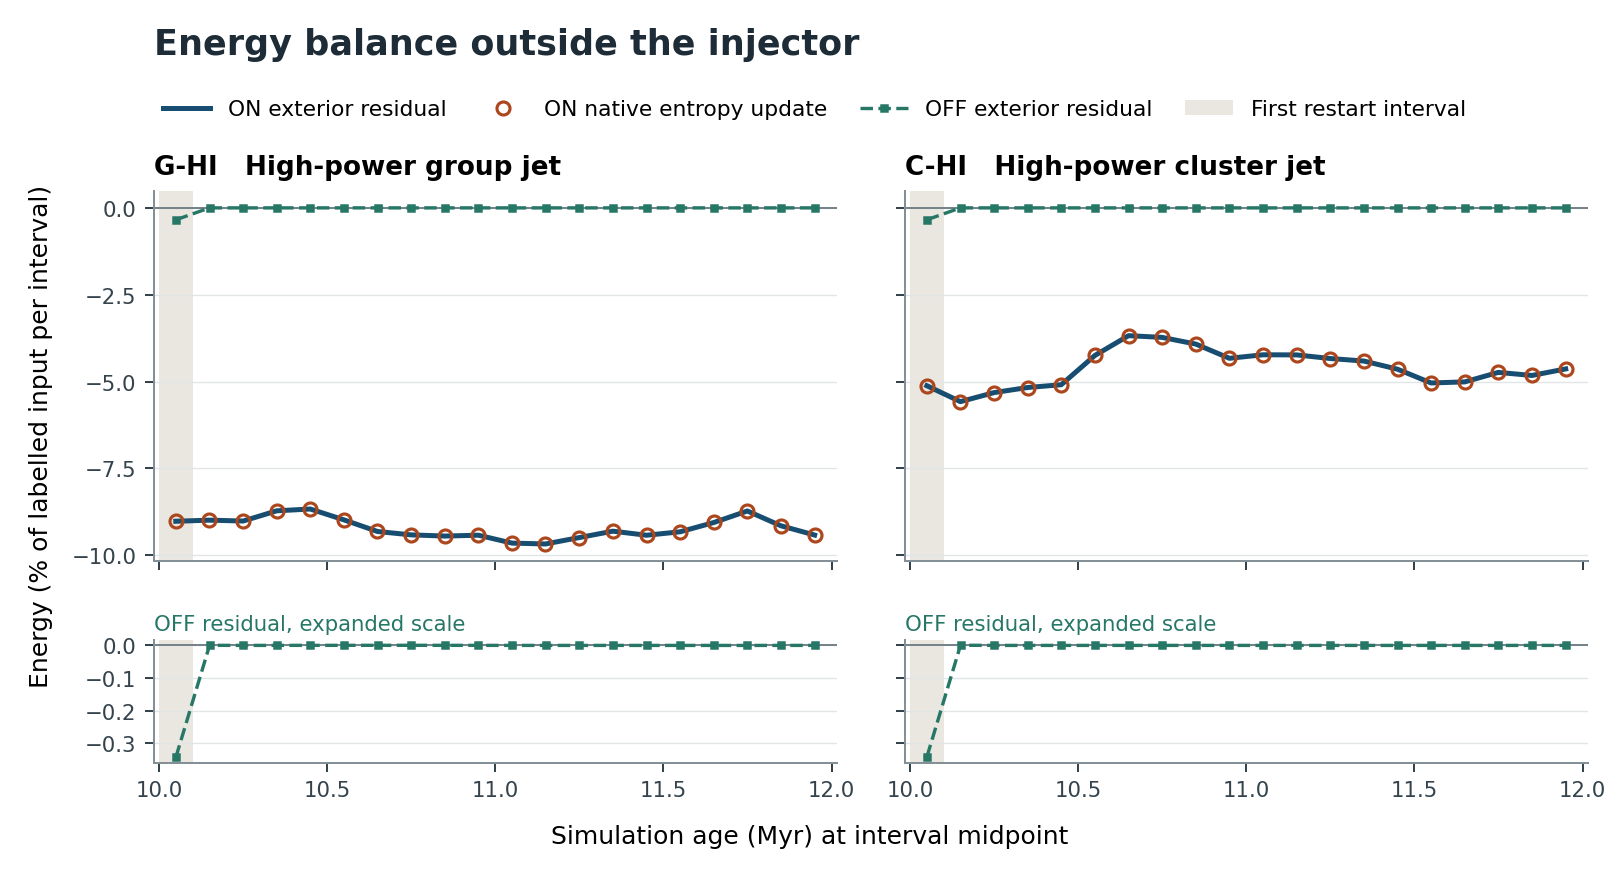 Energy balance outside the injector
ON exterior residual
ON native entropy update
OFF exterior residual
First restart interval
G-HI   High-power group jet
C-HI   High-power cluster jet
Energy (% of labelled input per interval)
0.0
−2.5
−5.0
−7.5
−10.0
OFF residual, expanded scale
OFF residual, expanded scale
0.0
−0.1
−0.2
−0.3
10.0 10.5 11.0 11.5 12.0
10.0 10.5 11.0 11.5 12.0
Simulation age (Myr) at interval midpoint